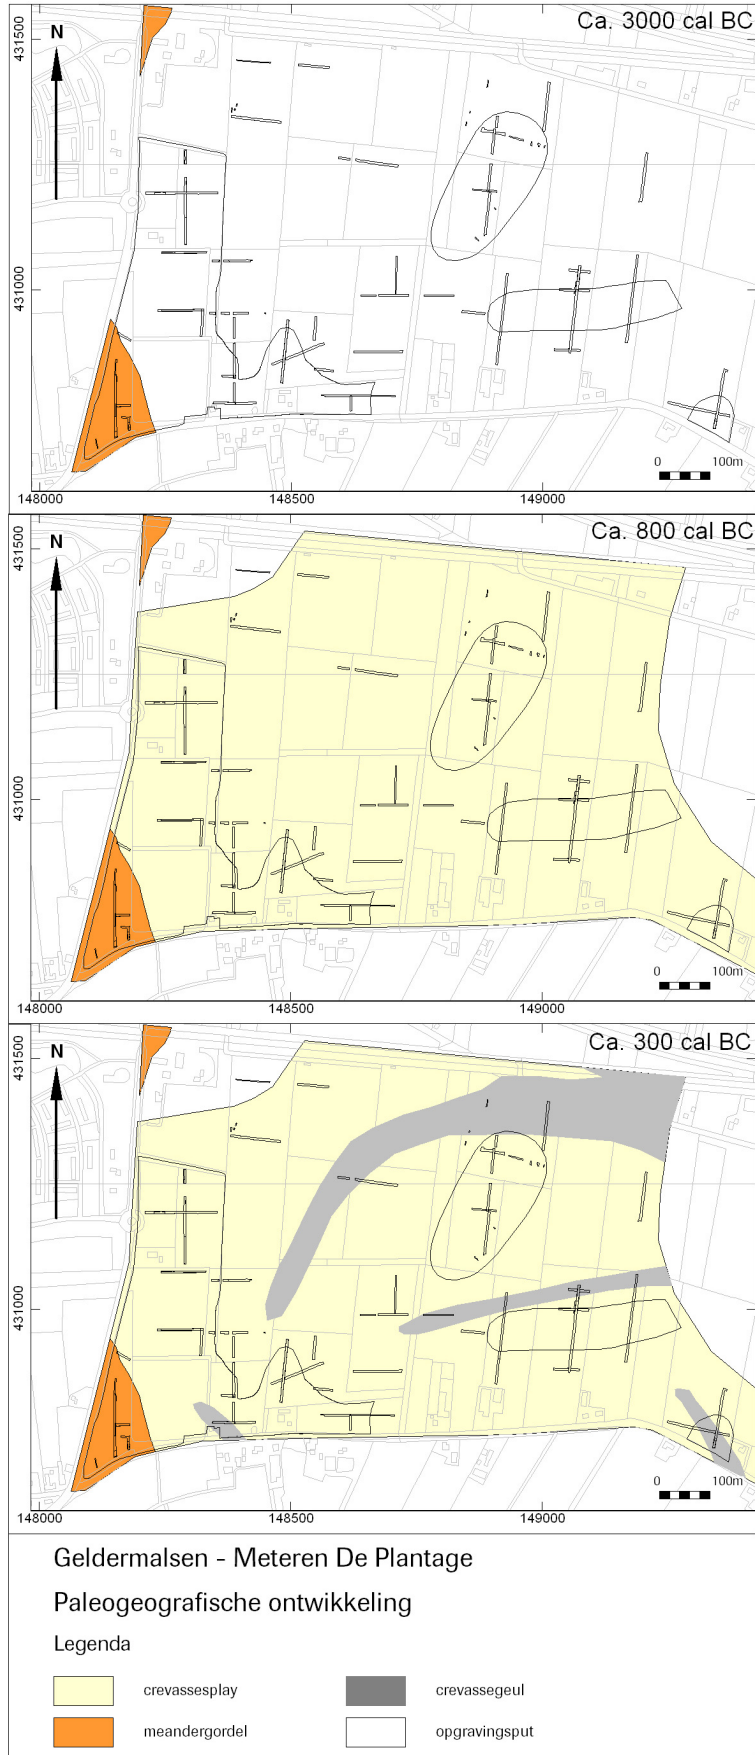 Ca. 3000 cal BC
431500
N
431000
0 100m
148000 148500 149000
Ca. 800 cal BC
431500
N
431000
0 100m
148000 148500 149000
Ca. 300 cal BC
431500
N
431000
0 100m
148000 148500 149000
Geldermalsen - Meteren De Plantage
Paleogeografische ontwikkeling
Legenda
crevassesplay crevassegeul
meandergordel opgravingsput